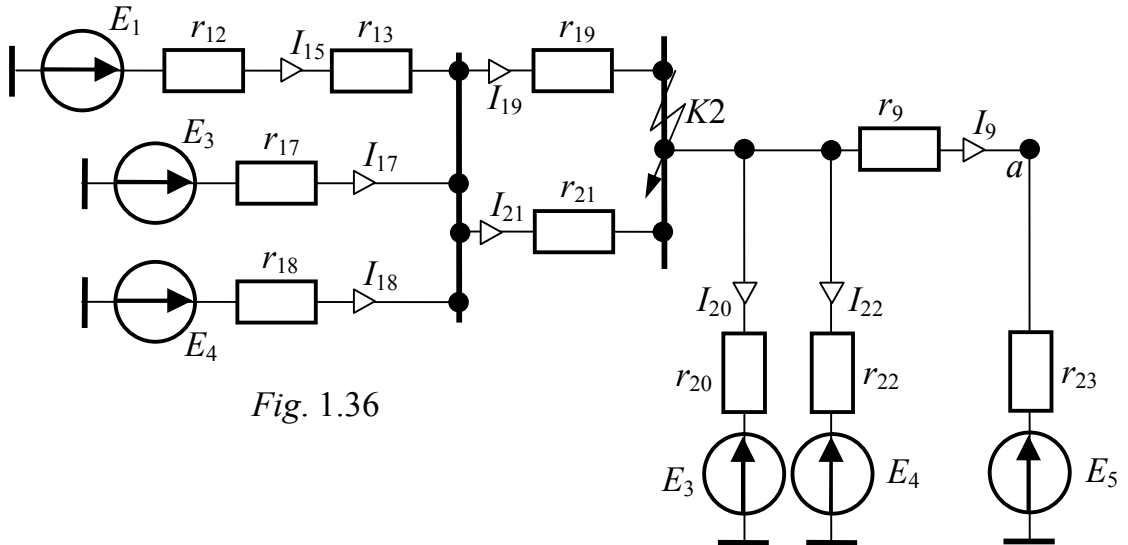 E1 r12 I15 r13 r19
I19 K2
E3 r17 I17 r9 I9
a
I21 r21
r18 I18
E4 I20 I22
r20 r22 r23
Fig. 1.36
E3 E4 E5